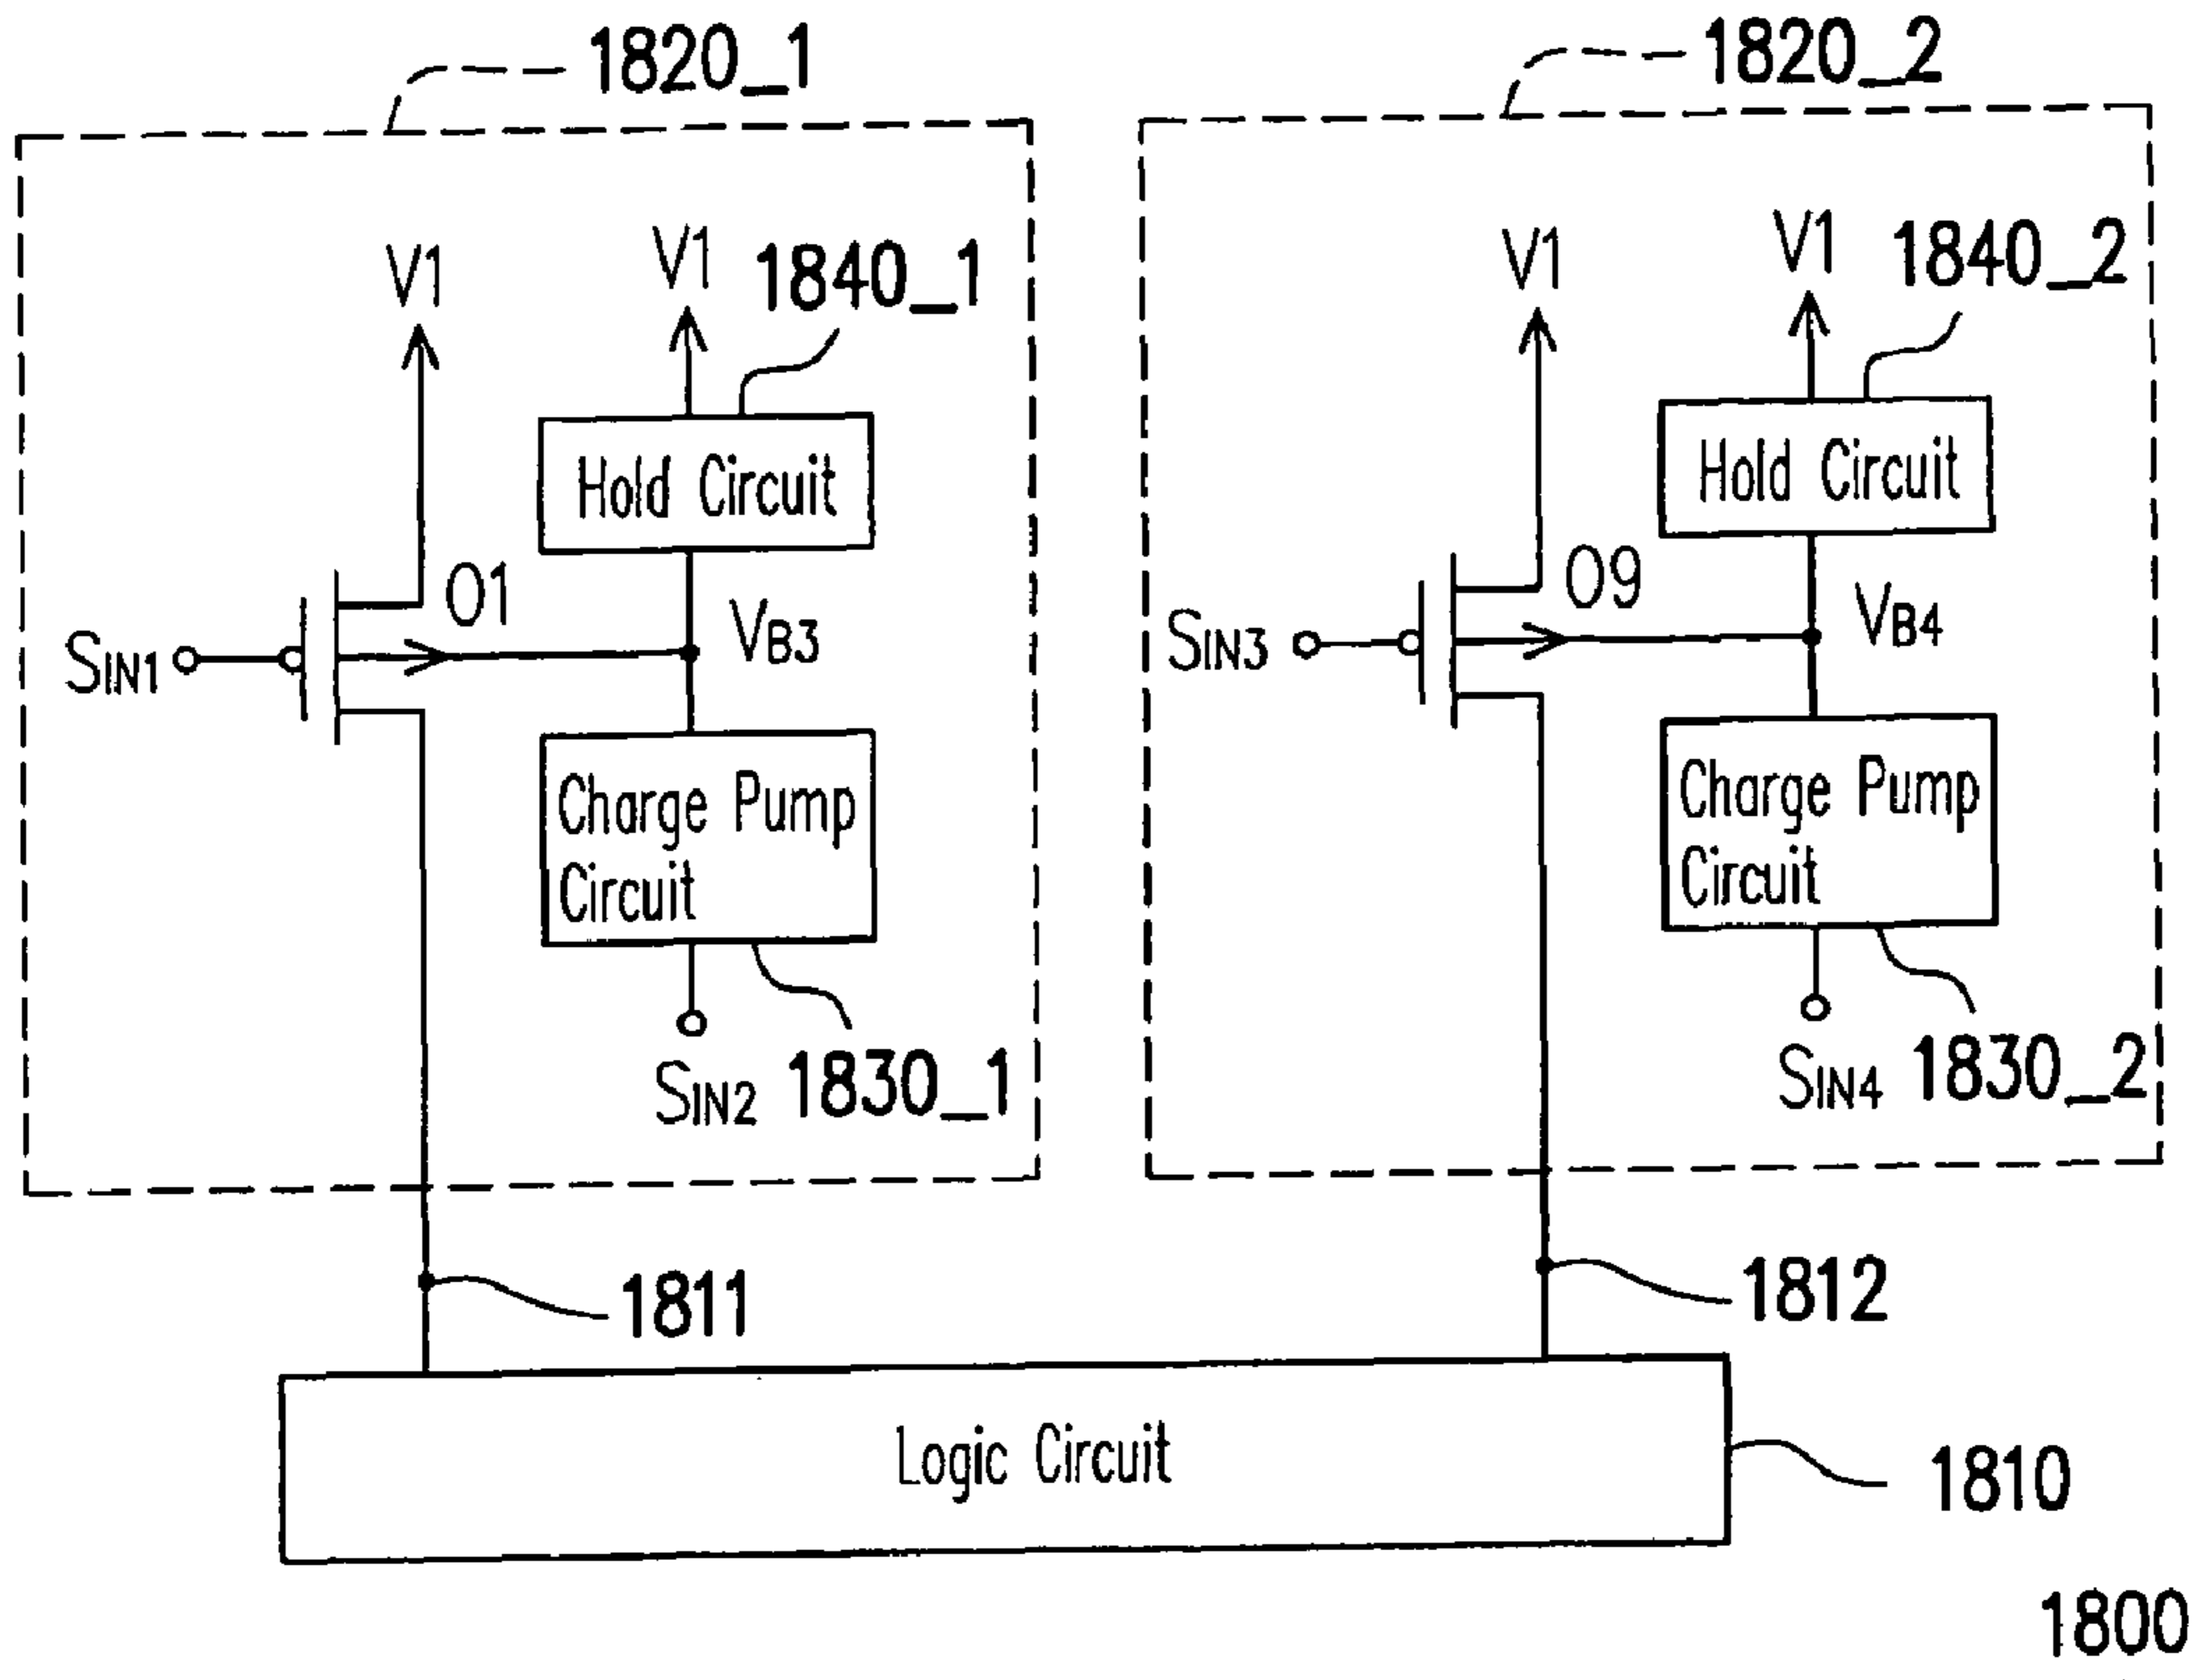 1820_1
1820_2
V1
V1
1840_1
V1
V1
1840_2
Hold Circuit
Hold Circuit
O1
O9
SIN1
VB3
SIN3
VB4
Charge Pump
Circuit
Charge Pump
Circuit
SIN2
1830_1
SIN4
1830_2
1811
1812
Logic Circuit
1810
1800